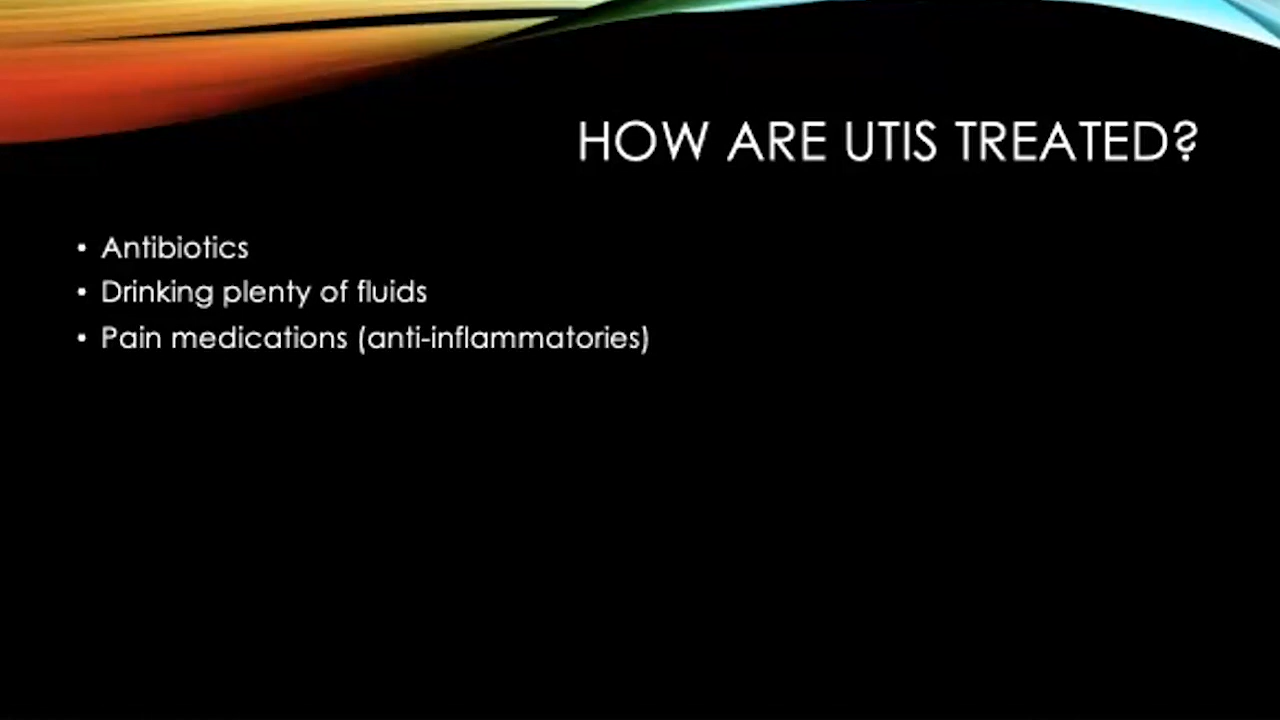 HOW ARE UTIS TREATED?
• Antibiotics
• Drinking plenty of fluids
• Pain medications (anti-inflammatories)